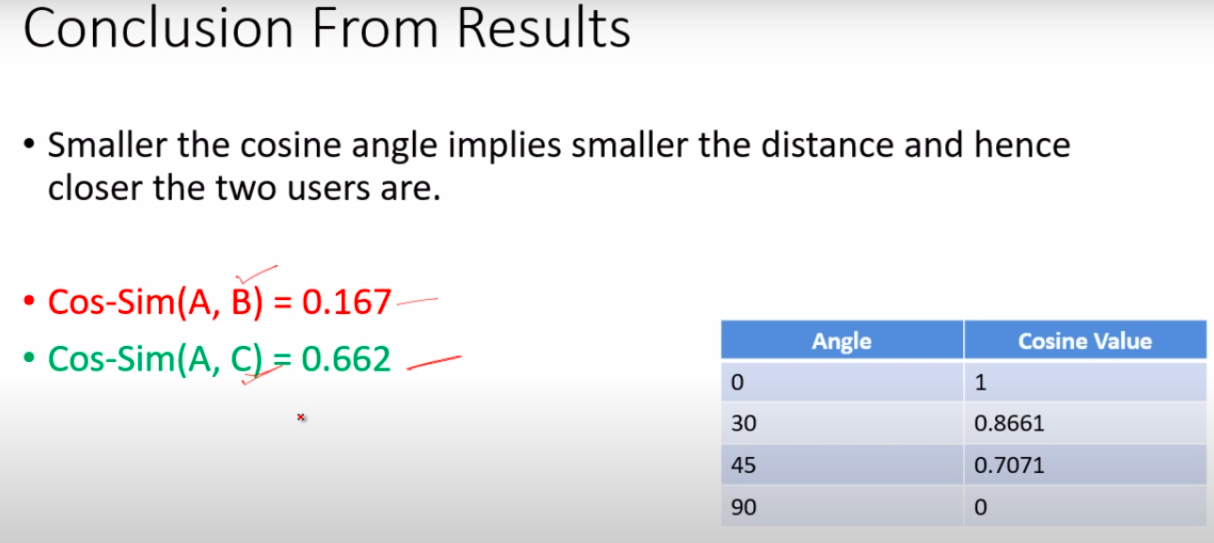 Conclusion From Results
• Smaller the cosine angle implies smaller the distance and hence
closer the two users are.
• Cos-Sim(A, B) = 0.167
• Cos-Sim(A, C) = 0.662
Angle Cosine Value
0 1
30 0.8661
45 0.7071
90 0